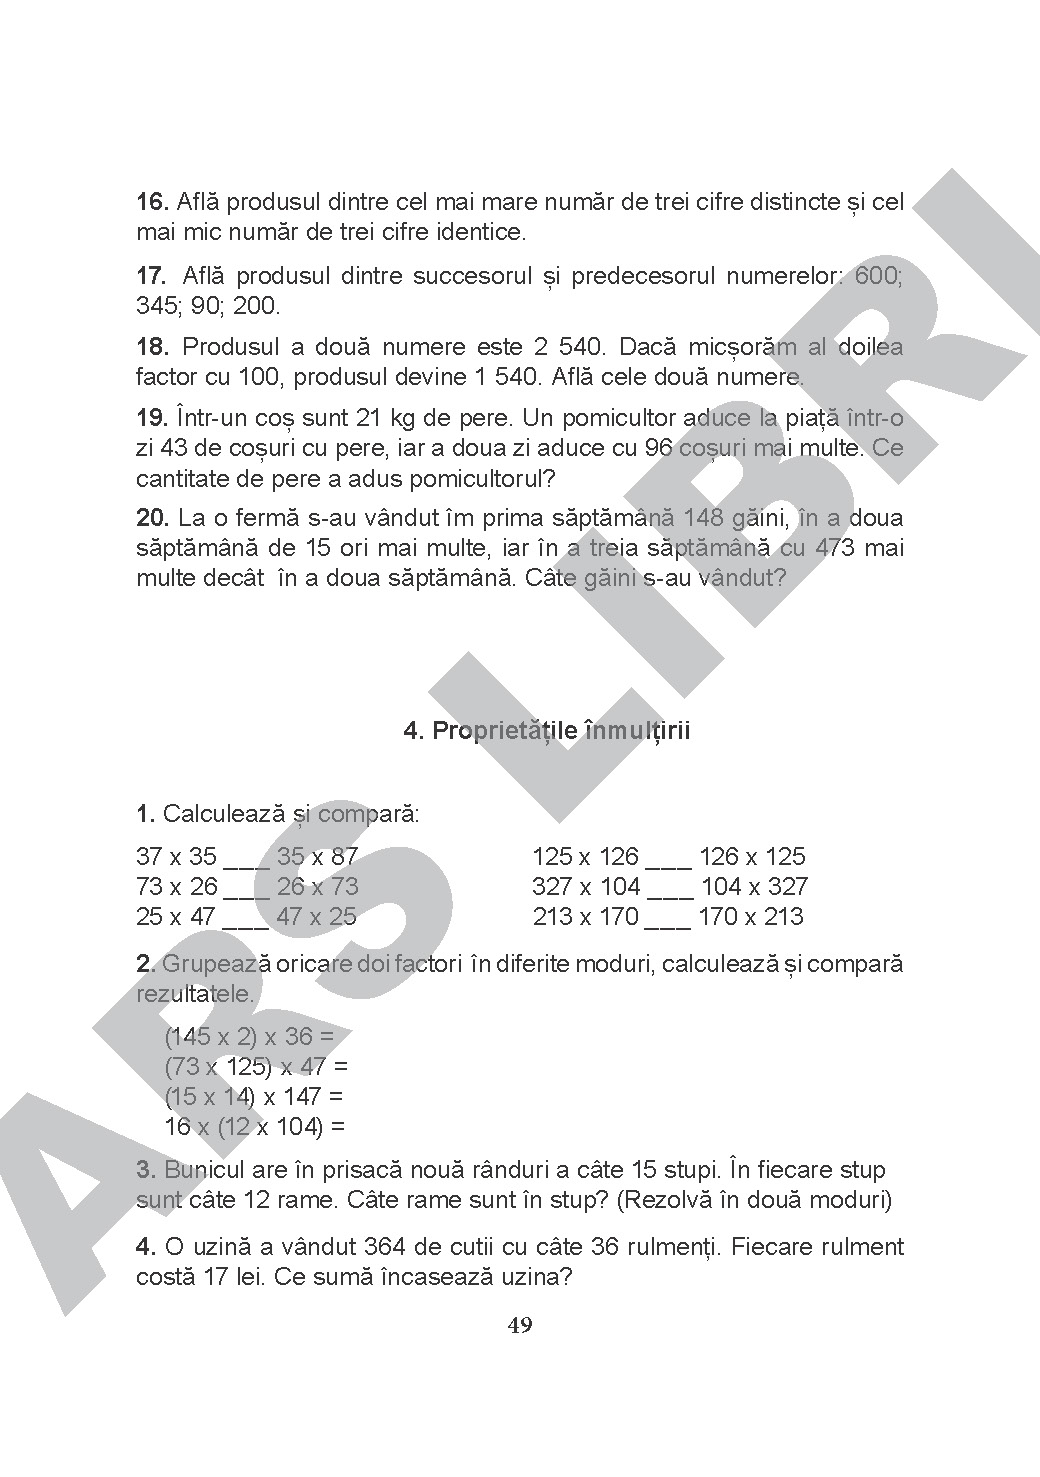 16. Află produsul dintre cel mai mare număr de trei cifre distincte și cel
mai mic număr de trei cifre identice.
17. Află produsul dintre succesorul și predecesorul numerelor: 600;
345; 90; 200.
18. Produsul a două numere este 2 540. Dacă micșorăm al doilea
factor cu 100, produsul devine 1 540. Află cele două numere.
19. Într-un coș sunt 21 kg de pere. Un pomicultor aduce la piață într-o
zi 43 de coșuri cu pere, iar a doua zi aduce cu 96 coșuri mai multe. Ce
cantitate de pere a adus pomicultorul?
20. La o fermă s-au vândut îm prima săptămână 148 găini, în a doua
săptămână de 15 ori mai multe, iar în a treia săptămână cu 473 mai
multe decât în a doua săptămână. Câte găini s-au vândut?
4. Proprietățile înmulțirii
1. Calculează și compară:
37 x 35 ___ 35 x 87 125 x 126 ___ 126 x 125
73 x 26 ___ 26 x 73 327 x 104 ___ 104 x 327
25 x 47 ___ 47 x 25 213 x 170 ___ 170 x 213
2. Grupează oricare doi factori în diferite moduri, calculează și compară
rezultatele.
(145 x 2) x 36 =
(73 x 125) x 47 =
(15 x 14) x 147 =
16 x (12 x 104) =
3. Bunicul are în prisacă nouă rânduri a câte 15 stupi. În fiecare stup
sunt câte 12 rame. Câte rame sunt în stup? (Rezolvă în două moduri)
4. O uzină a vândut 364 de cutii cu câte 36 rulmenți. Fiecare rulment
costă 17 lei. Ce sumă încasează uzina?
49
ARS LIBRI